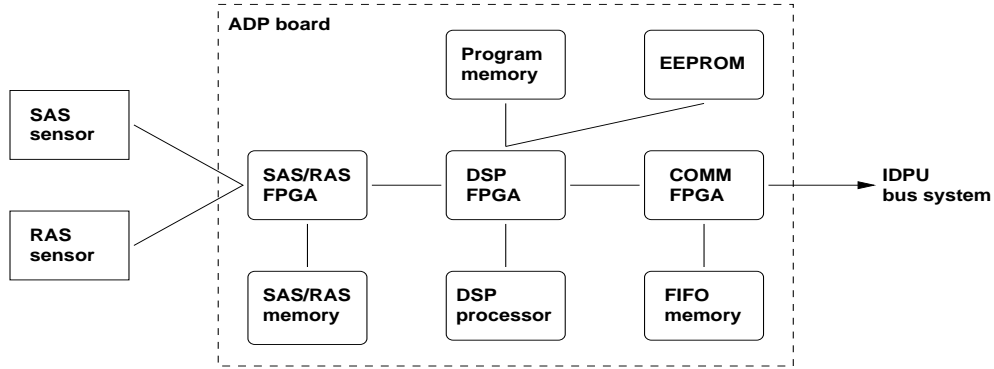 ADP board
Program
memory
EEPROM
SAS
sensor
SAS/RAS
FPGA
DSP
FPGA
COMM
FPGA
IDPU
bus system
RAS
sensor
SAS/RAS
memory
DSP
processor
FIFO
memory